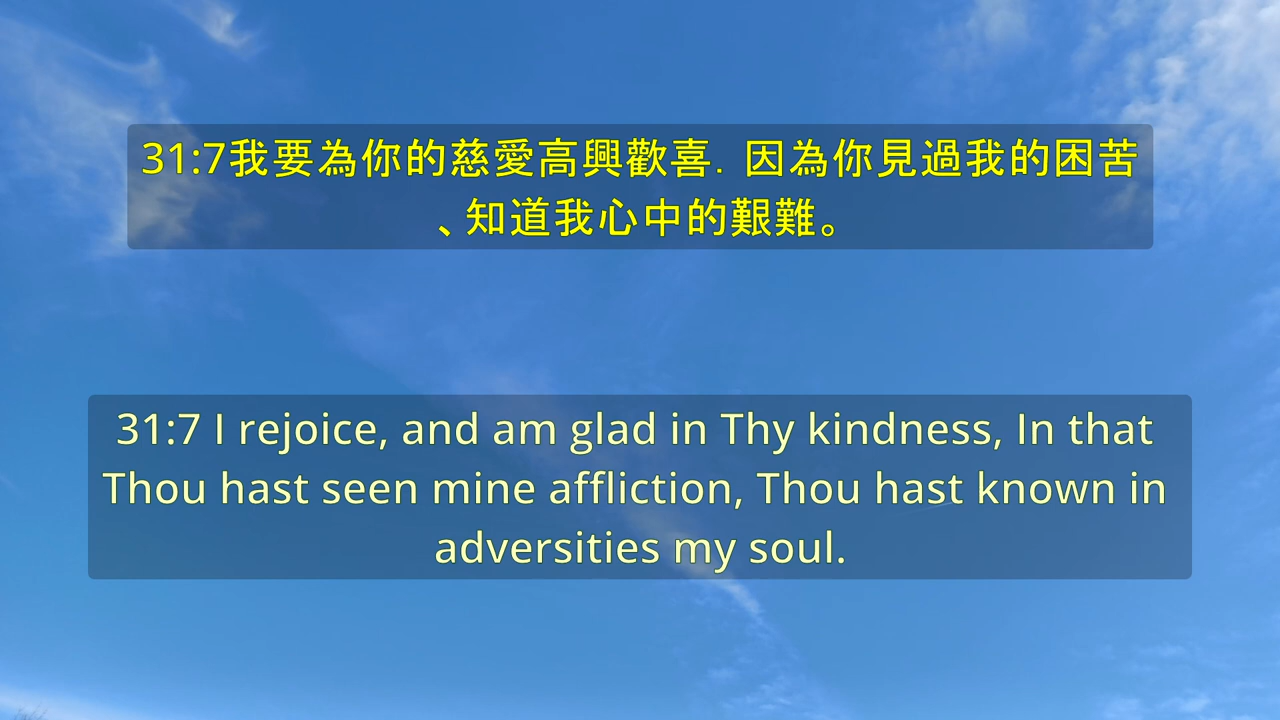 31:7我要為你的慈愛高興歡喜．因為你見過我的困苦
、知道我心中的艱難。
31:7 I rejoice, and am glad in Thy kindness, In that
Thou hast seen mine affliction, Thou hast known in
adversities my soul.